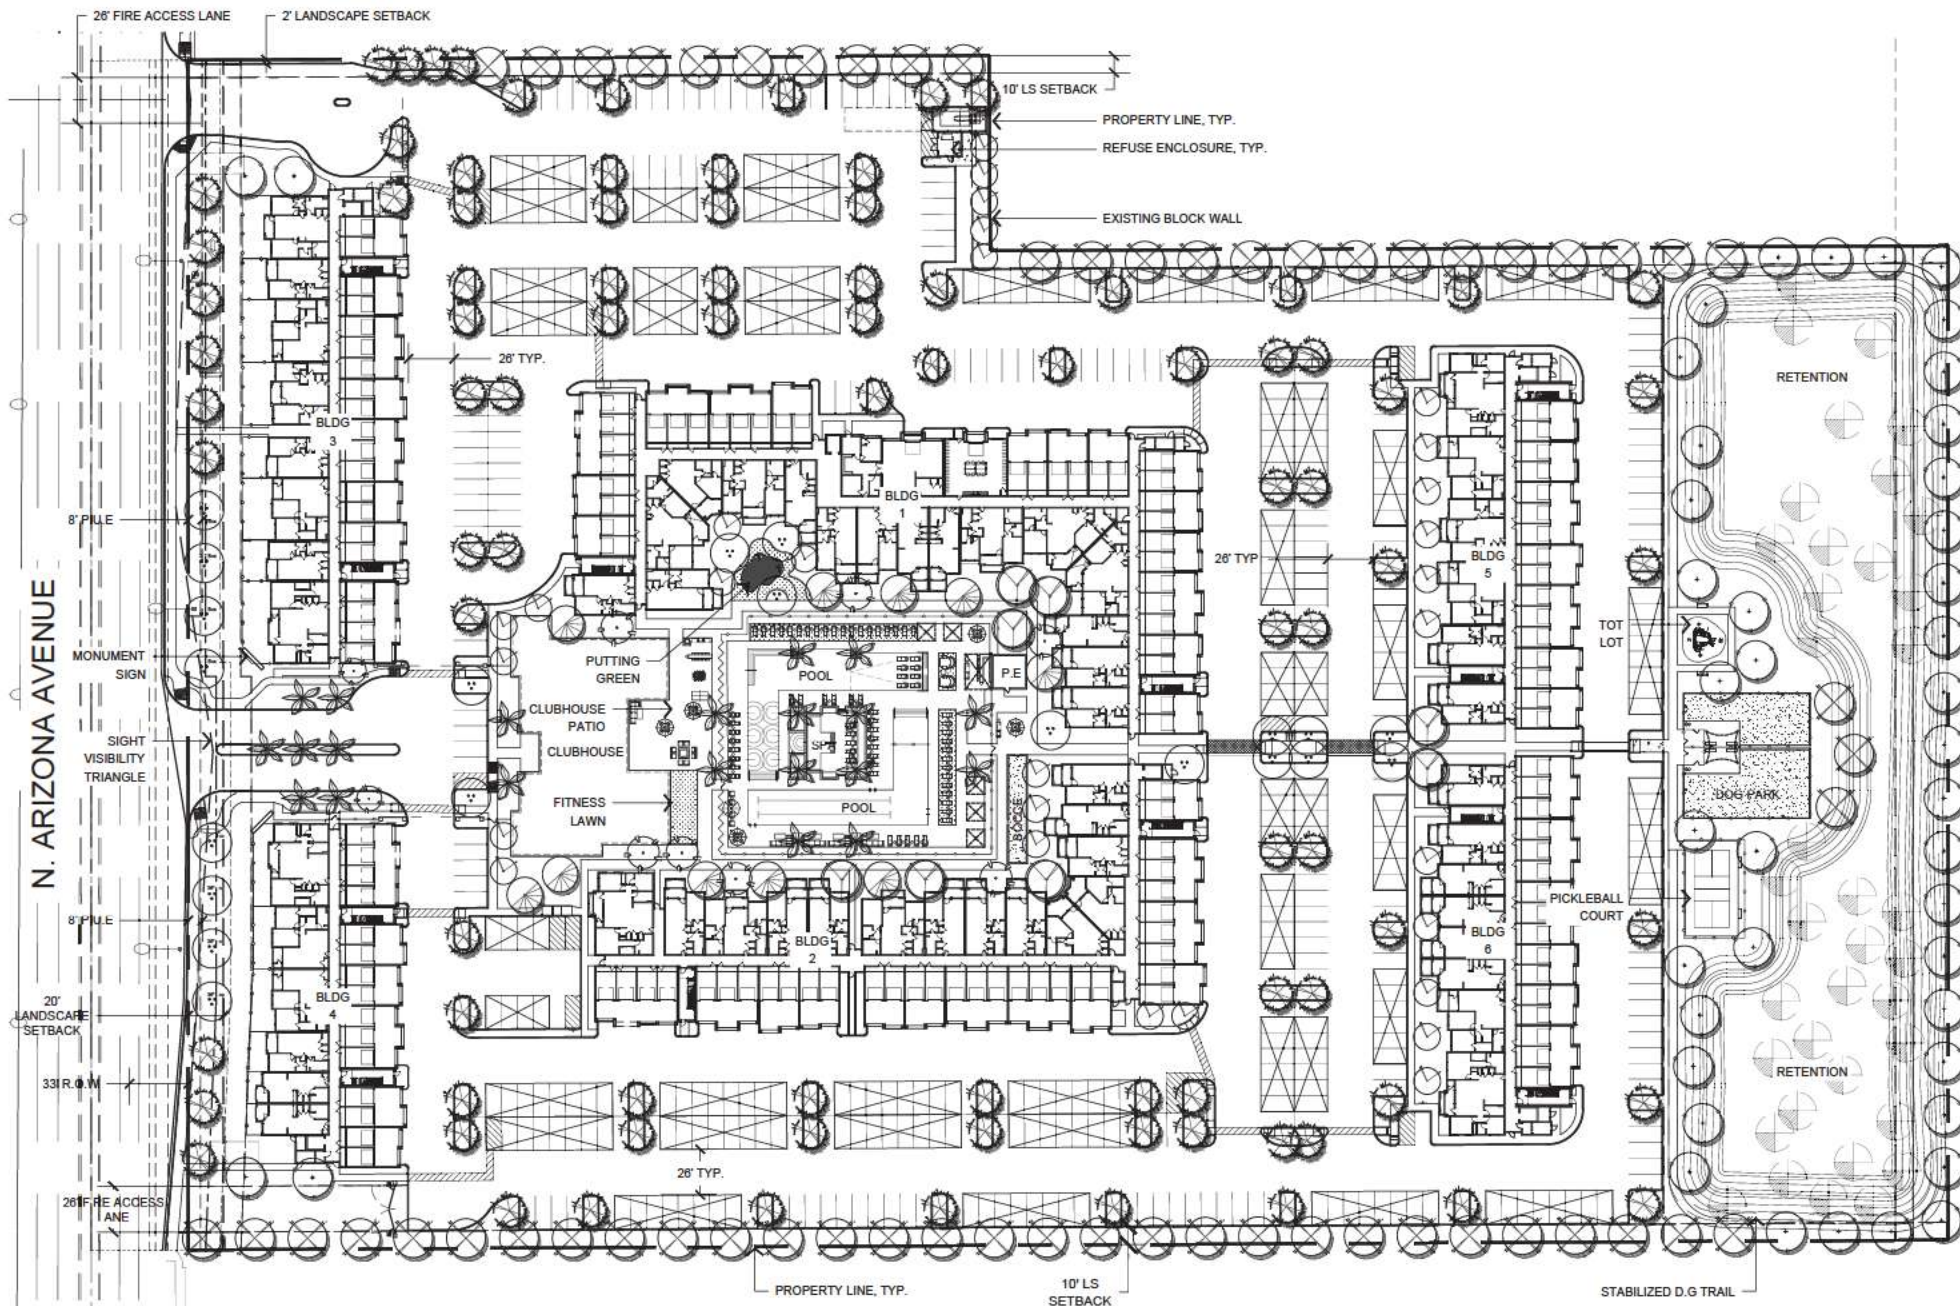 26' FIRE ACCESS LANE
2' LANDSCAPE SETBACK
10' LS SETBACK
PROPERTY LINE, TYP.
REFUSE ENCLOSURE, TYP.
EXISTING BLOCK WALL
26' TYP.
RETENTION
BLDG
3
BLDG
1
8' P.U.E
26' TYP
BLDG
5
N. ARIZONA AVENUE
TOT
LOT
MONUMENT
SIGN
PUTTING
GREEN
POOL
P.E
CLUBHOUSE
PATIO
SIGHT
VISIBILITY
TRIANGLE
CLUBHOUSE
SPA
FITNESS
LAWN
POOL
BOCCE
DOG PARK
8' P.U.E
PICKLEBALL
COURT
BLDG
2
BLDG
6
BLDG
4
20'
LANDSCAPE
SETBACK
33' R.O.W
RETENTION
26' TYP.
26' FIRE ACCESS
LANE
PROPERTY LINE, TYP.
10' LS
SETBACK
STABILIZED D.G TRAIL